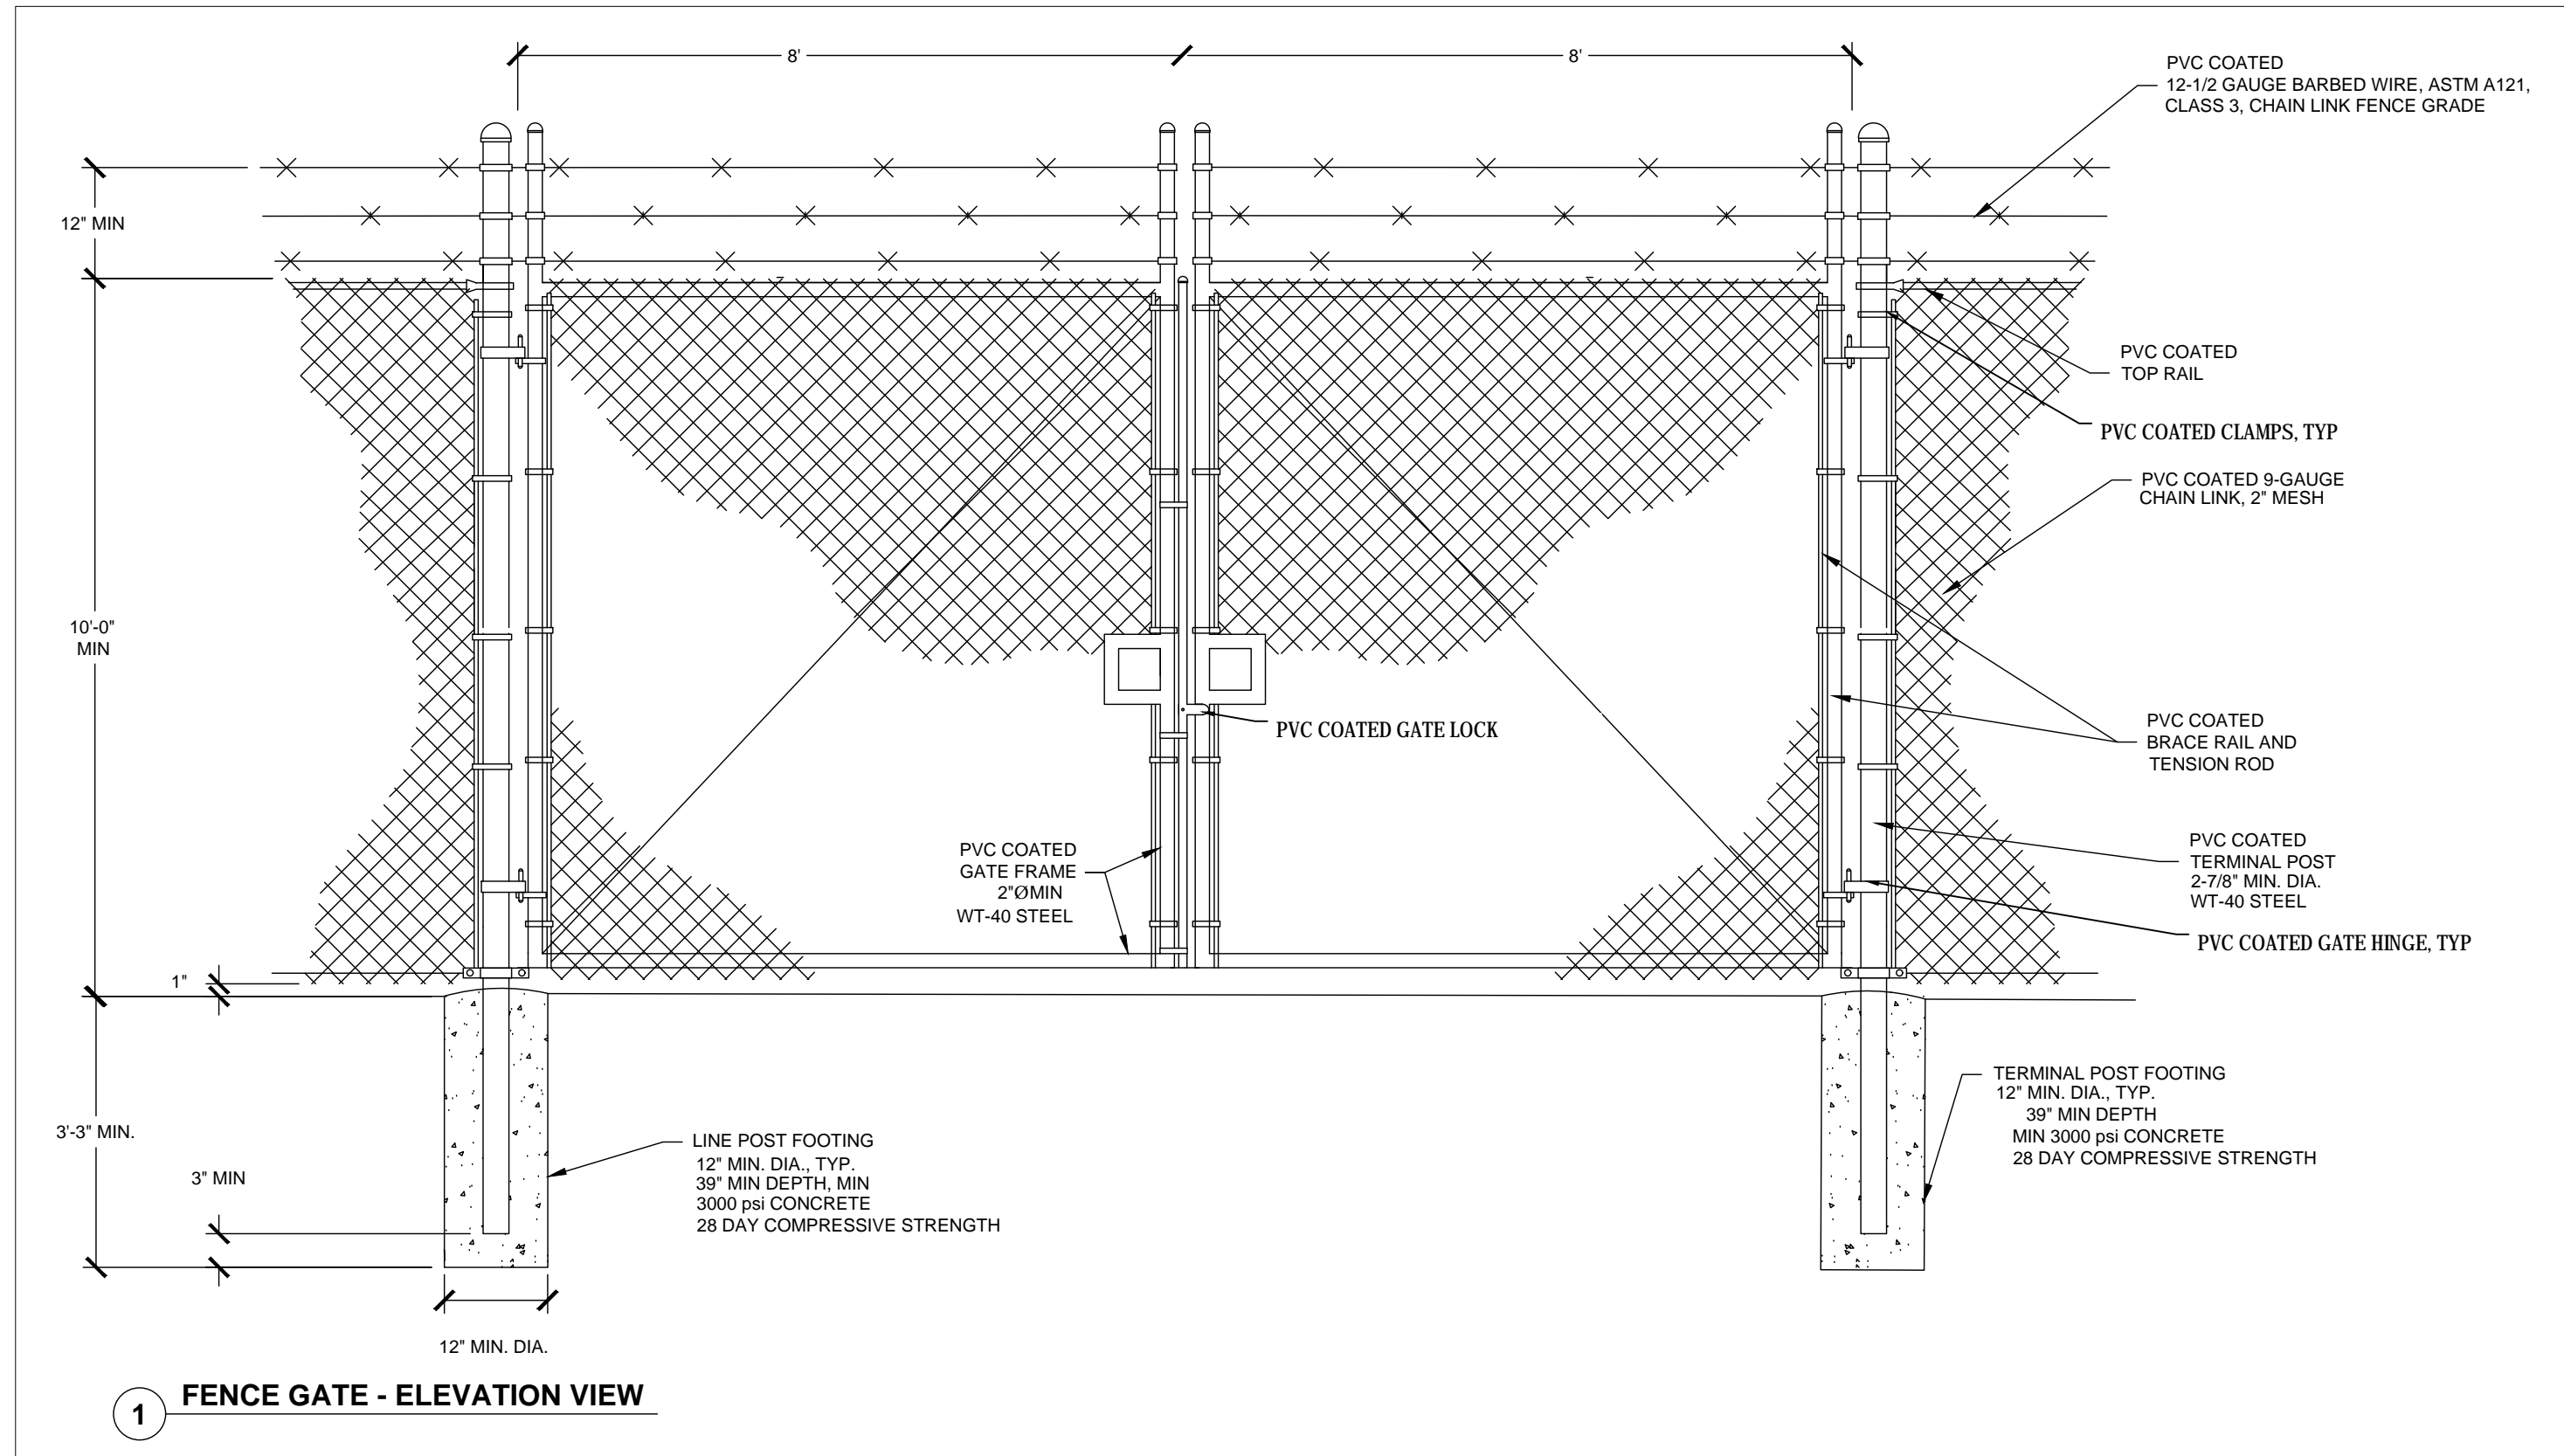 8'
8'
PVC COATED
12-1/2 GAUGE BARBED WIRE, ASTM A121,
CLASS 3, CHAIN LINK FENCE GRADE
12" MIN
PVC COATED
TOP RAIL
PVC COATED CLAMPS, TYP
PVC COATED 9-GAUGE
CHAIN LINK, 2" MESH
10'-0"
MIN
PVC COATED GATE LOCK
PVC COATED
BRACE RAIL AND
TENSION ROD
PVC COATED
GATE FRAME
2"ØMIN
WT-40 STEEL
PVC COATED
TERMINAL POST
2-7/8" MIN. DIA.
WT-40 STEEL
PVC COATED GATE HINGE, TYP
1"
3'-3" MIN.
3" MIN
LINE POST FOOTING
12" MIN. DIA., TYP.
39" MIN DEPTH, MIN
3000 psi CONCRETE
28 DAY COMPRESSIVE STRENGTH
TERMINAL POST FOOTING
12" MIN. DIA., TYP.
39" MIN DEPTH
MIN 3000 psi CONCRETE
28 DAY COMPRESSIVE STRENGTH
12" MIN. DIA.
1 FENCE GATE - ELEVATION VIEW